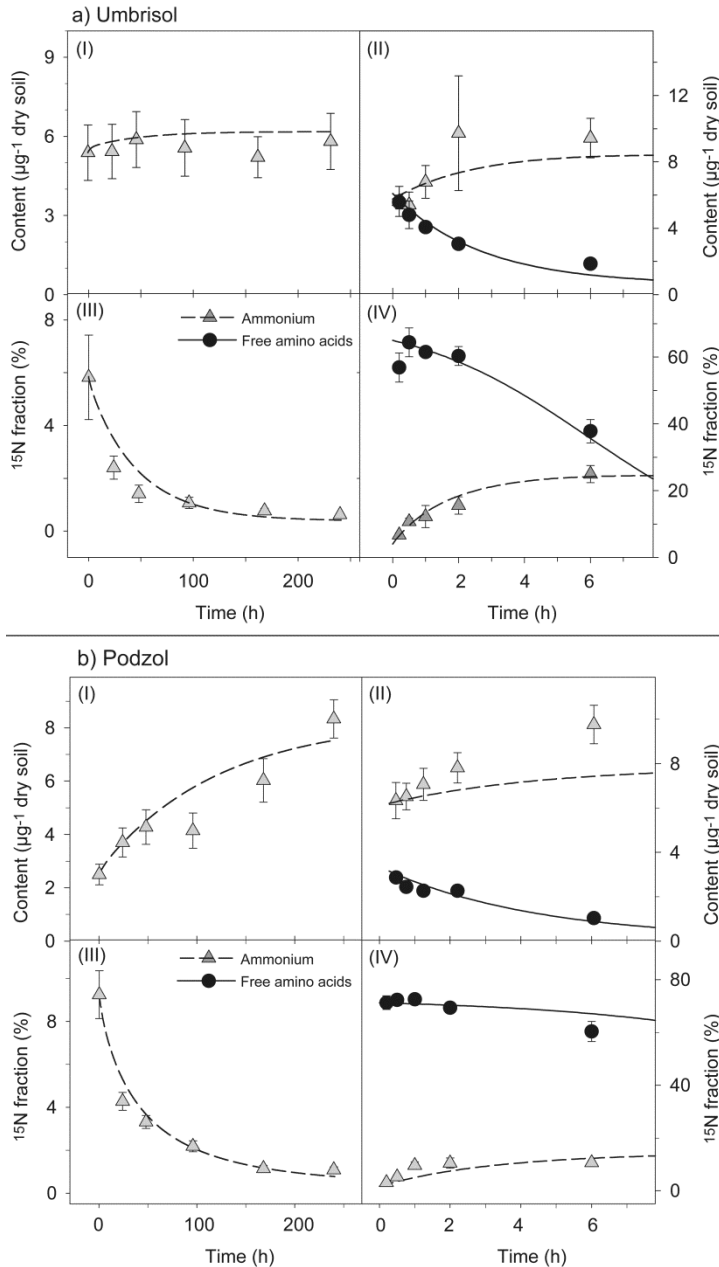 a) Umbrisol
(I)
(II)
Content (µg⁻¹ dry soil)
9
6
3
0
12
8
4
0
Content (µg⁻¹ dry soil)
(III)
Ammonium
Free amino acids
(IV)
¹⁵N fraction (%)
8
4
0
60
40
20
0
¹⁵N fraction (%)
0 100 200
0 2 4 6
Time (h)
Time (h)
b) Podzol
(I)
(II)
Content (µg⁻¹ dry soil)
8
6
4
2
0
8
4
0
Content (µg⁻¹ dry soil)
(III)
Ammonium
Free amino acids
(IV)
¹⁵N fraction (%)
8
4
0
80
40
0
¹⁵N fraction (%)
0 100 200
0 2 4 6
Time (h)
Time (h)